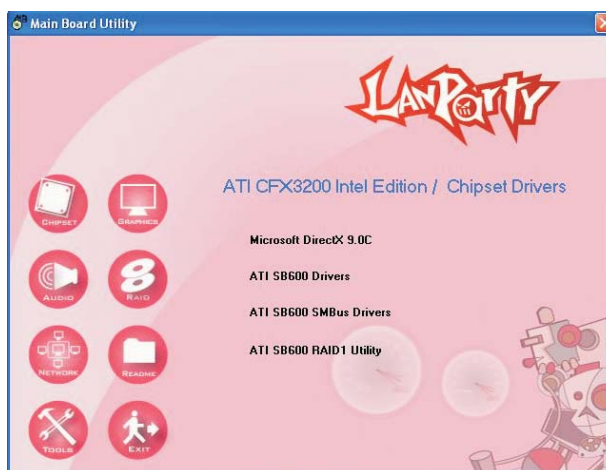 Main Board Utility
LANPARTY
ATI CFX3200 Intel Edition / Chipset Drivers
CHIPSET
GRAPHICS
Microsoft DirectX 9.0C
AUDIO
RAID
ATI SB600 Drivers
ATI SB600 SMBus Drivers
NETWORK
README
ATI SB600 RAID1 Utility
TOOLS
EXIT